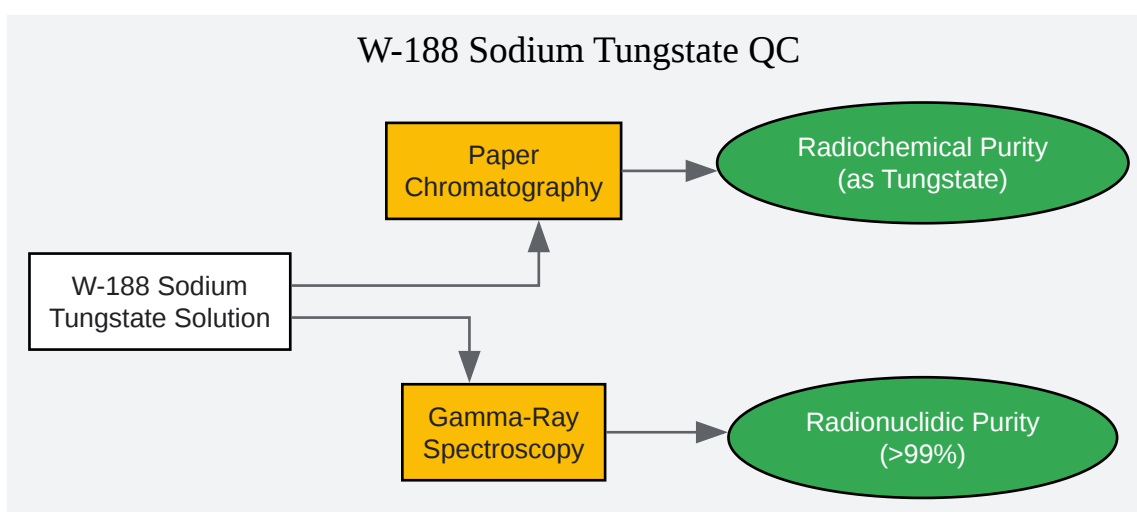 W-188 Sodium Tungstate QC
Paper
Chromatography
Radiochemical Purity
(as Tungstate)
W-188 Sodium
Tungstate Solution
Gamma-Ray
Spectroscopy
Radionuclidic Purity
(>99%)